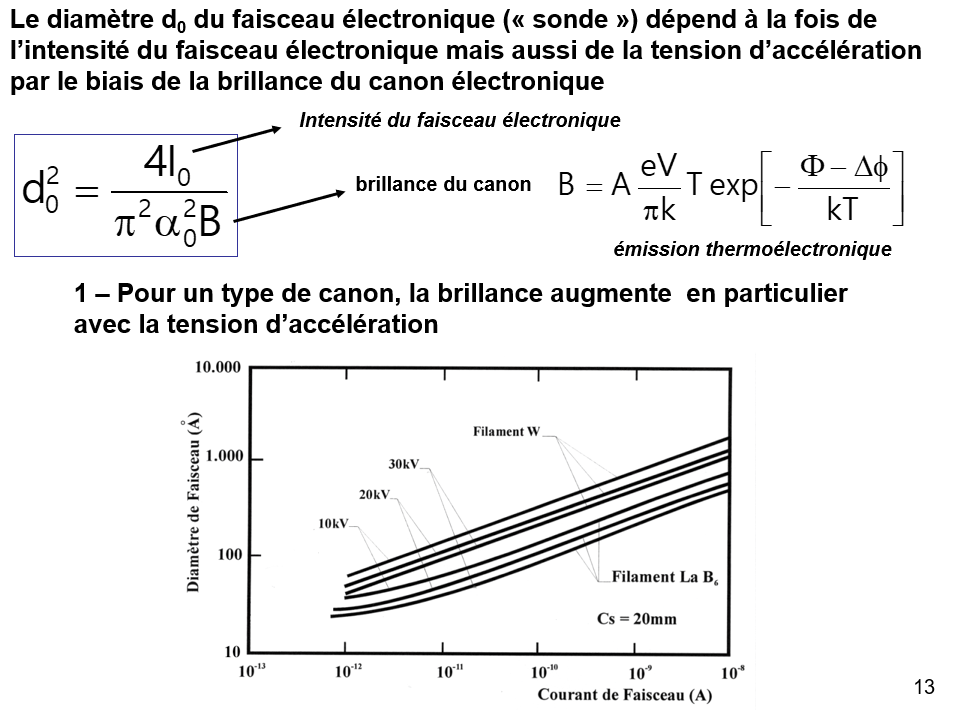 Le diamètre d₀ du faisceau électronique (« sonde ») dépend à la fois de
l’intensité du faisceau électronique mais aussi de la tension d’accélération
par le biais de la brillance du canon électronique
Intensité du faisceau électronique
d₀² = 4I₀ / π²α₀²B
brillance du canon
B = A eV/πk T exp[− Φ − Δϕ / kT]
émission thermoélectronique
1 – Pour un type de canon, la brillance augmente en particulier
avec la tension d’accélération
10.000
1.000
100
10
Diamètre de Faisceau (Å)
Filament W
30kV
20kV
10kV
Filament La B₆
Cs = 20mm
10⁻¹³ 10⁻¹² 10⁻¹¹ 10⁻¹⁰ 10⁻⁹ 10⁻⁸
Courant de Faisceau (A)
13